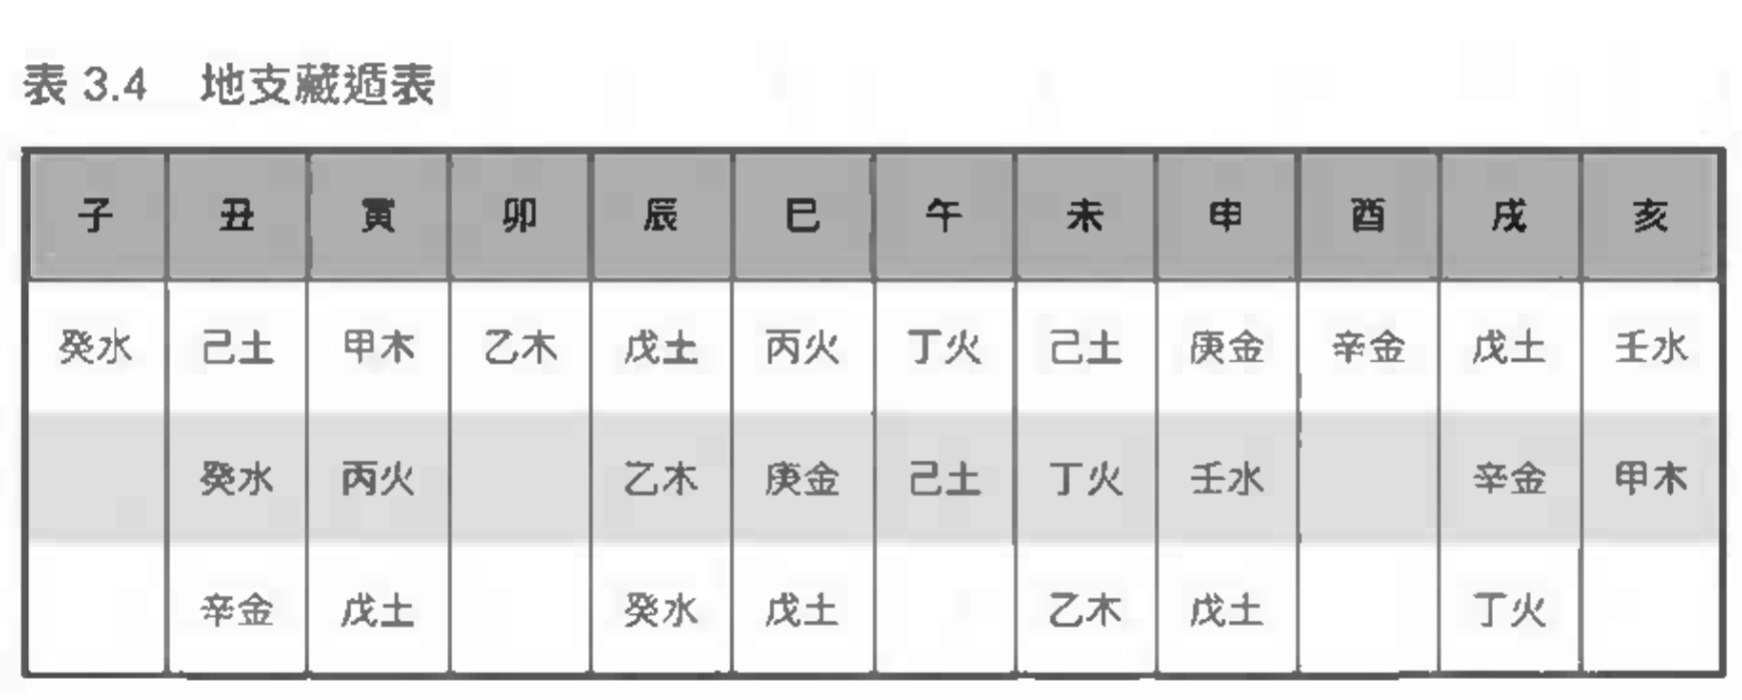 表 3.4 地支藏遁表
子 丑 寅 卯 辰 巳 午 未 申 酉 戌 亥
癸水 己土 甲木 乙木 戊土 丙火 丁火 己土 庚金 辛金 戊土 壬水
癸水 丙火 乙木 庚金 己土 丁火 壬水 辛金 甲木
辛金 戊土 癸水 戊土 乙木 戊土 丁火